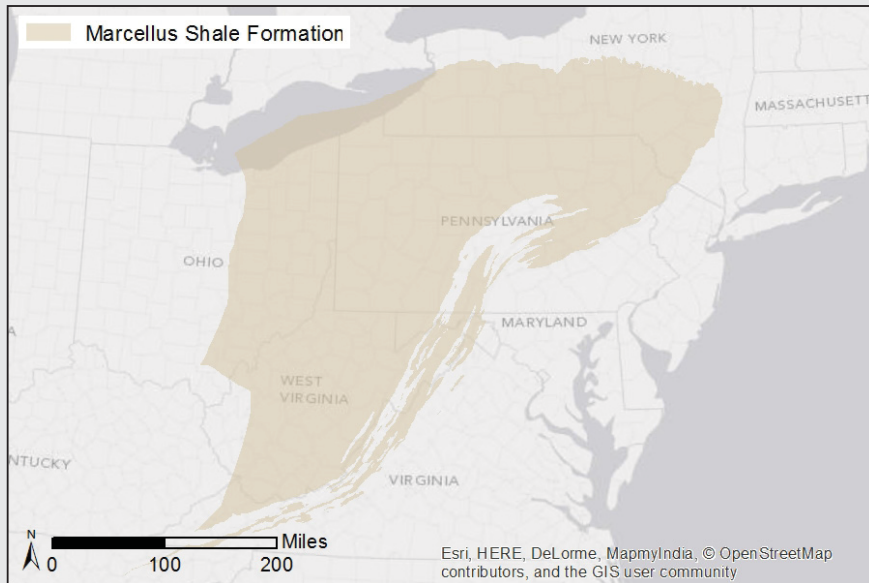 Marcellus Shale Formation
NEW YORK
MASSACHUSETT
PENNSYLVANIA
OHIO
MARYLAND
A
WEST
VIRGINIA
NTUCKY
VIRGINIA
N
Miles
0 100 200
Esri, HERE, DeLorme, MapmyIndia, © OpenStreetMap
contributors, and the GIS user community